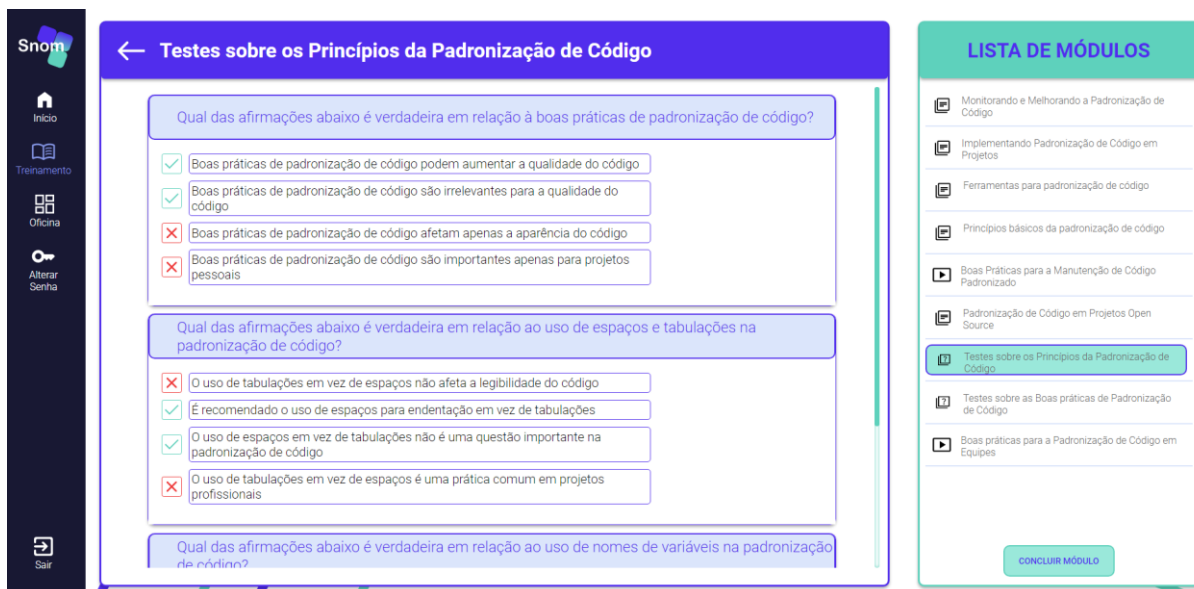 Snom
Início
Treinamento
Oficina
Alterar
Senha
Sair
Testes sobre os Princípios da Padronização de Código
Qual das afirmações abaixo é verdadeira em relação à boas práticas de padronização de código?
Boas práticas de padronização de código podem aumentar a qualidade do código
Boas práticas de padronização de código são irrelevantes para a qualidade do
código
Boas práticas de padronização de código afetam apenas a aparência do código
Boas práticas de padronização de código são importantes apenas para projetos
pessoais
Qual das afirmações abaixo é verdadeira em relação ao uso de espaços e tabulações na
padronização de código?
O uso de tabulações em vez de espaços não afeta a legibilidade do código
É recomendado o uso de espaços para endentação em vez de tabulações
O uso de espaços em vez de tabulações não é uma questão importante na
padronização de código
O uso de tabulações em vez de espaços é uma prática comum em projetos
profissionais
Qual das afirmações abaixo é verdadeira em relação ao uso de nomes de variáveis na padronização
de código?
LISTA DE MÓDULOS
Monitorando e Melhorando a Padronização de
Código
Implementando Padronização de Código em
Projetos
Ferramentas para padronização de código
Princípios básicos da padronização de código
Boas Práticas para a Manutenção de Código
Padronizado
Padronização de Código em Projetos Open
Source
Testes sobre os Princípios da Padronização de
Código
Testes sobre as Boas práticas de Padronização
de Código
Boas práticas para a Padronização de Código em
Equipes
CONCLUIR MÓDULO